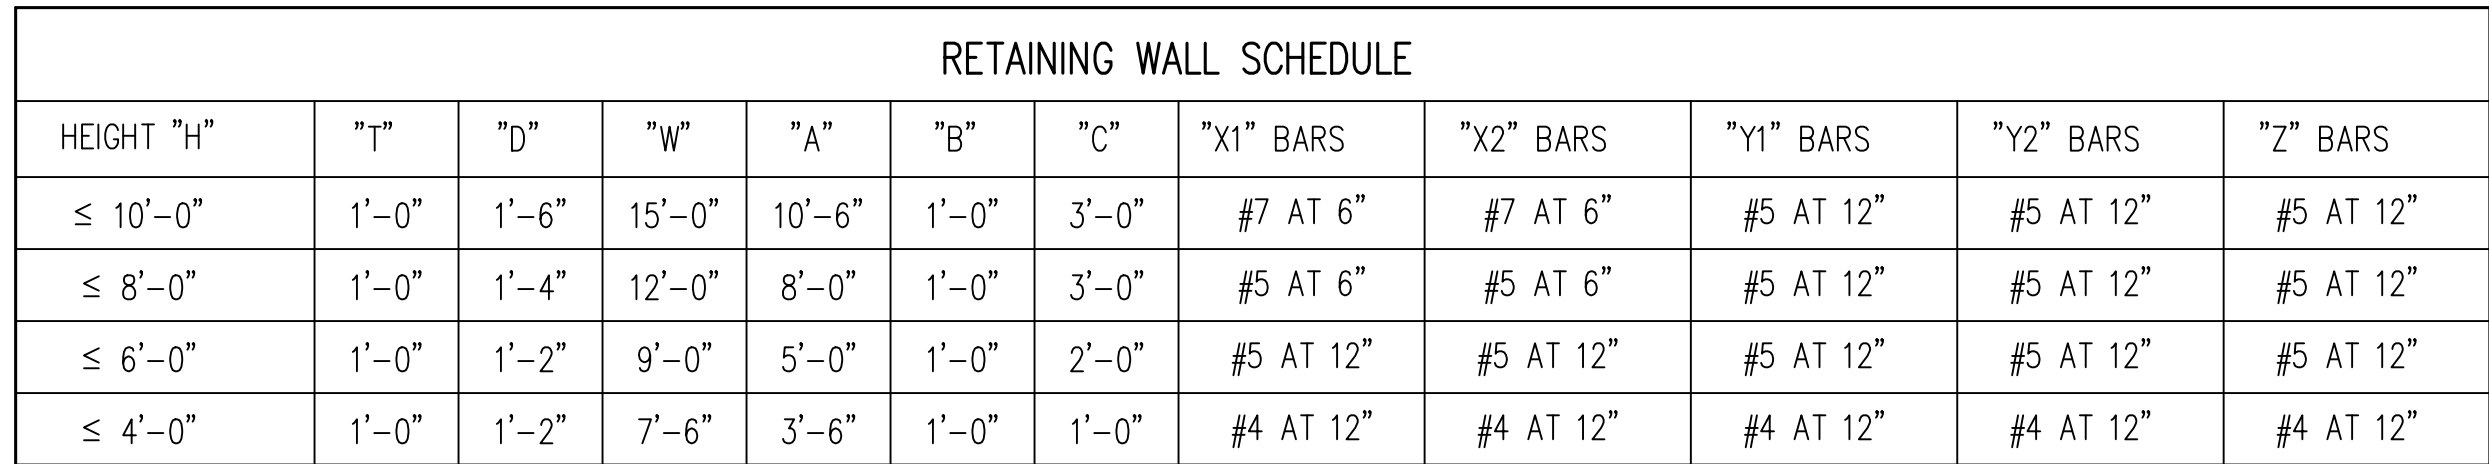 RETAINING WALL SCHEDULE
HEIGHT "H" "T" "D" "W" "A" "B" "C" "X1" BARS "X2" BARS "Y1" BARS "Y2" BARS "Z" BARS
≤ 10'-0" 1'-0" 1'-6" 15'-0" 10'-6" 1'-0" 3'-0" #7 AT 6" #7 AT 6" #5 AT 12" #5 AT 12" #5 AT 12"
≤ 8'-0" 1'-0" 1'-4" 12'-0" 8'-0" 1'-0" 3'-0" #5 AT 6" #5 AT 6" #5 AT 12" #5 AT 12" #5 AT 12"
≤ 6'-0" 1'-0" 1'-2" 9'-0" 5'-0" 1'-0" 2'-0" #5 AT 12" #5 AT 12" #5 AT 12" #5 AT 12" #5 AT 12"
≤ 4'-0" 1'-0" 1'-2" 7'-6" 3'-6" 1'-0" 1'-0" #4 AT 12" #4 AT 12" #4 AT 12" #4 AT 12" #4 AT 12"